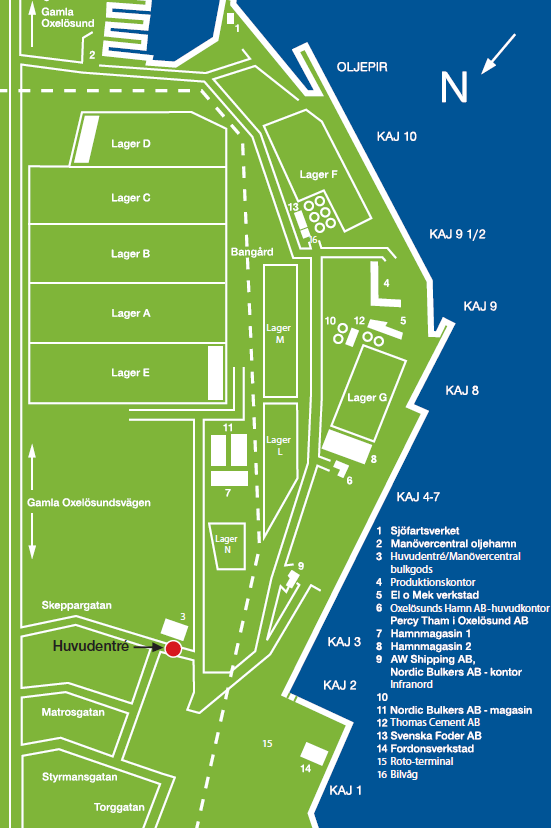 Gamla
Oxelösund
1
2
OLJEPIR
N
KAJ 10
Lager D
Lager F
Lager C
13
6
KAJ 9 1/2
Lager B
Bangård
4
KAJ 9
Lager A
Lager
M
10
12
5
Lager E
KAJ 8
Lager G
11
Lager
L
8
7
6
KAJ 4-7
Gamla Oxelösundsvägen
Lager
N
9
Skeppargatan
3
Huvudentré
KAJ 3
KAJ 2
Matrosgatan
15
14
Styrmansgatan
KAJ 1
Torggatan
1 Sjöfartsverket
2 Manövercentral oljehamn
3 Huvudentré/Manövercentral
bulkgods
4 Produktionskontor
5 El o Mek verkstad
6 Oxelösunds Hamn AB-huvudkontor
Percy Tham i Oxelösund AB
7 Hamnmagasin 1
8 Hamnmagasin 2
9 AW Shipping AB,
Nordic Bulkers AB - kontor
Infranord
10
11 Nordic Bulkers AB - magasin
12 Thomas Cement AB
13 Svenska Foder AB
14 Fordonsverkstad
15 Roto-terminal
16 Bilvåg